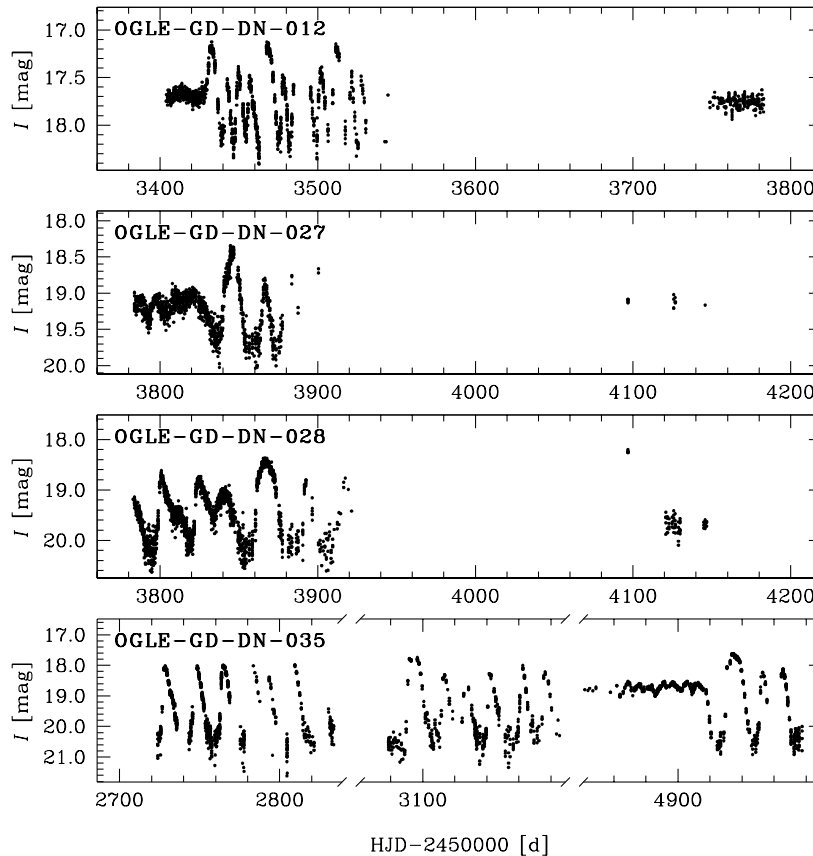 OGLE-GD-DN-012
17.0
17.5
18.0
I [mag]
3400 3500 3600 3700 3800
OGLE-GD-DN-027
18.0
18.5
19.0
19.5
20.0
I [mag]
3800 3900 4000 4100 4200
OGLE-GD-DN-028
18.0
19.0
20.0
I [mag]
3800 3900 4000 4100 4200
OGLE-GD-DN-035
17.0
18.0
19.0
20.0
21.0
I [mag]
2700 2800 3100 4900
HJD-2450000 [d]